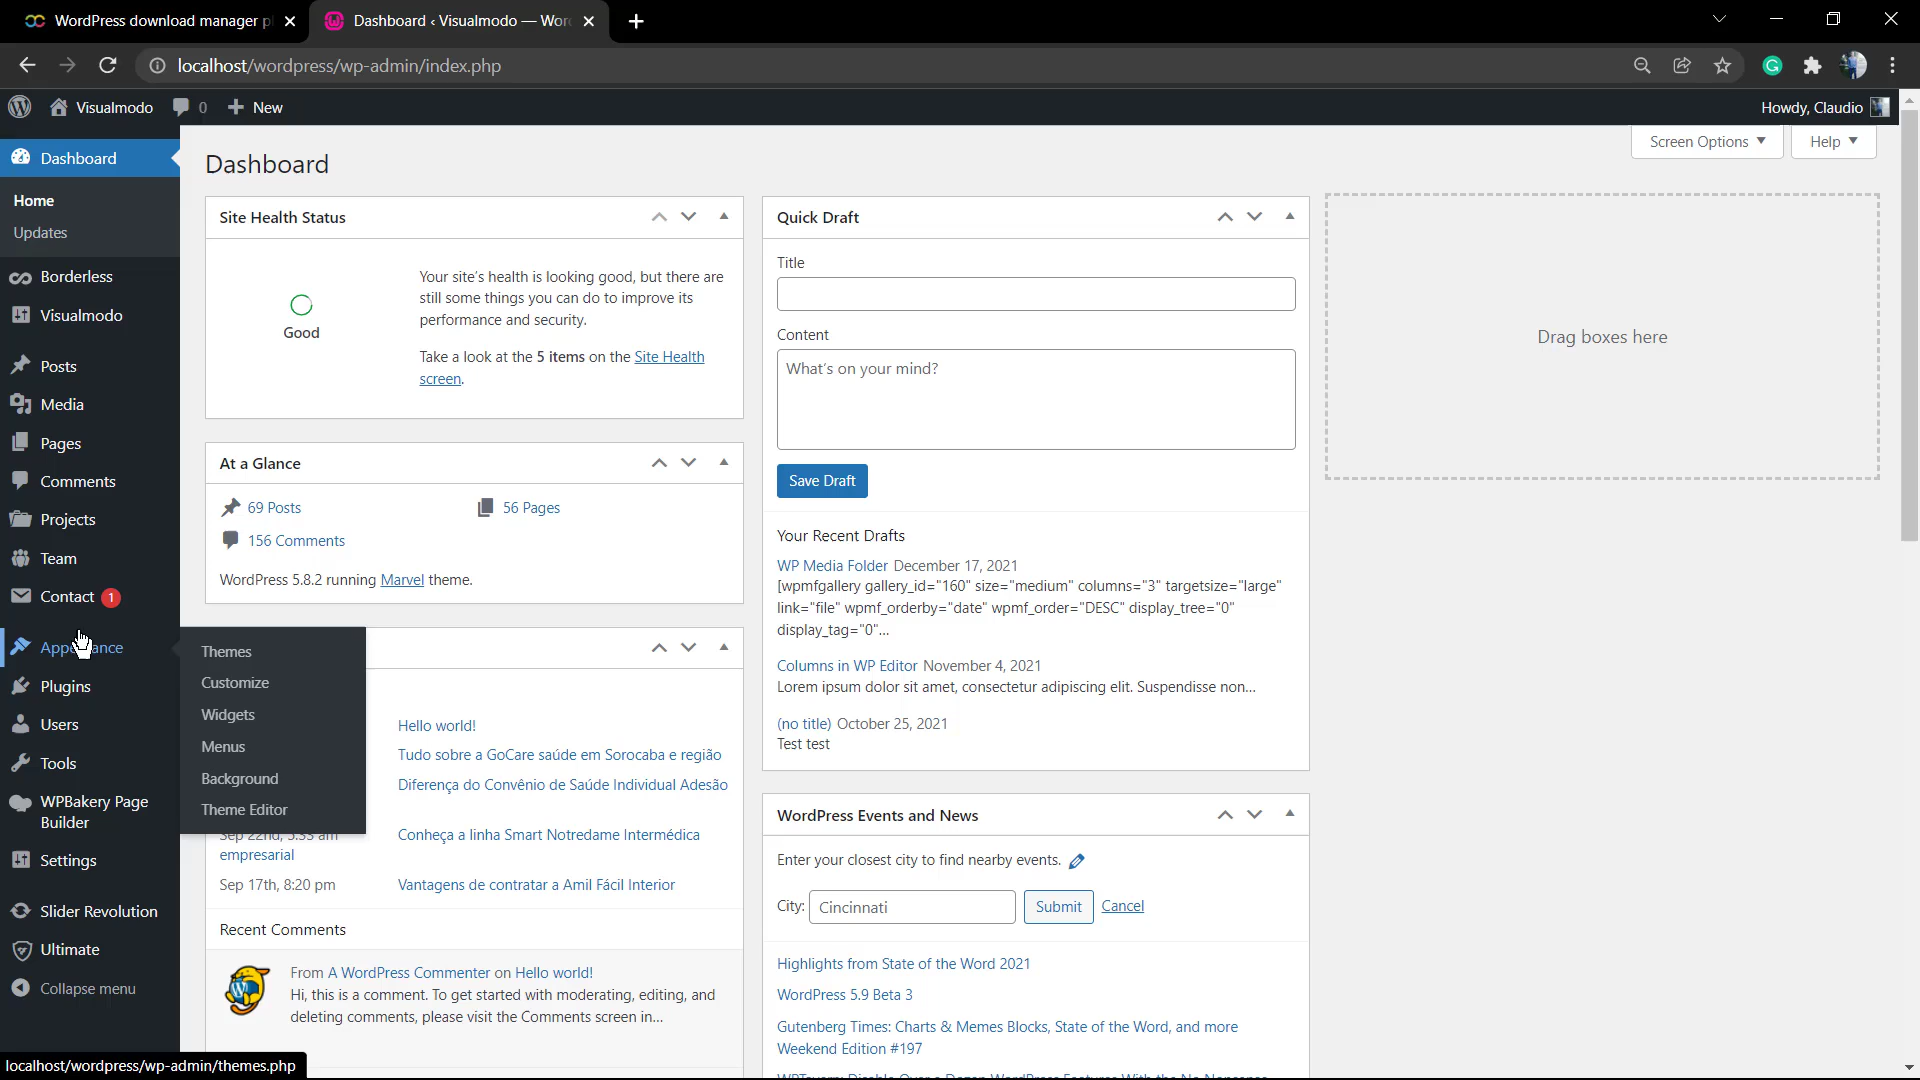 WordPress download manager p
Dashboard ‹ Visualmodo — Wor
localhost/wordpress/wp-admin/index.php
Visualmodo
0
New
Howdy, Claudio
Dashboard
Home
Updates
Borderless
Visualmodo
Posts
Media
Pages
Comments
Projects
Team
Contact 1
Appearance
Plugins
Users
Tools
WPBakery Page
Builder
Settings
Slider Revolution
Ultimate
Collapse menu
Themes
Customize
Widgets
Menus
Background
Theme Editor
Screen Options
Help
Dashboard
Site Health Status
Good
Your site's health is looking good, but there are
still some things you can do to improve its
performance and security.
Take a look at the 5 items on the Site Health
screen.
At a Glance
69 Posts
56 Pages
156 Comments
WordPress 5.8.2 running Marvel theme.
Hello world!
Tudo sobre a GoCare saúde em Sorocaba e região
Diferença do Convênio de Saúde Individual Adesão
empresarial
Conheça a linha Smart Notredame Intermédica
Sep 17th, 8:20 pm
Vantagens de contratar a Amil Fácil Interior
Recent Comments
From A WordPress Commenter on Hello world!
Hi, this is a comment. To get started with moderating, editing, and
deleting comments, please visit the Comments screen in...
Quick Draft
Title
Content
What's on your mind?
Save Draft
Your Recent Drafts
WP Media Folder December 17, 2021
[wpmfgallery gallery_id="160" size="medium" columns="3" targetsize="large"
link="file" wpmf_orderby="date" wpmf_order="DESC" display_tree="0"
display_tag="0"...
Columns in WP Editor November 4, 2021
Lorem ipsum dolor sit amet, consectetur adipiscing elit. Suspendisse non...
(no title) October 25, 2021
Test test
WordPress Events and News
Enter your closest city to find nearby events.
City: Cincinnati Submit Cancel
Highlights from State of the Word 2021
WordPress 5.9 Beta 3
Gutenberg Times: Charts & Memes Blocks, State of the Word, and more
Weekend Edition #197
Drag boxes here
localhost/wordpress/wp-admin/themes.php